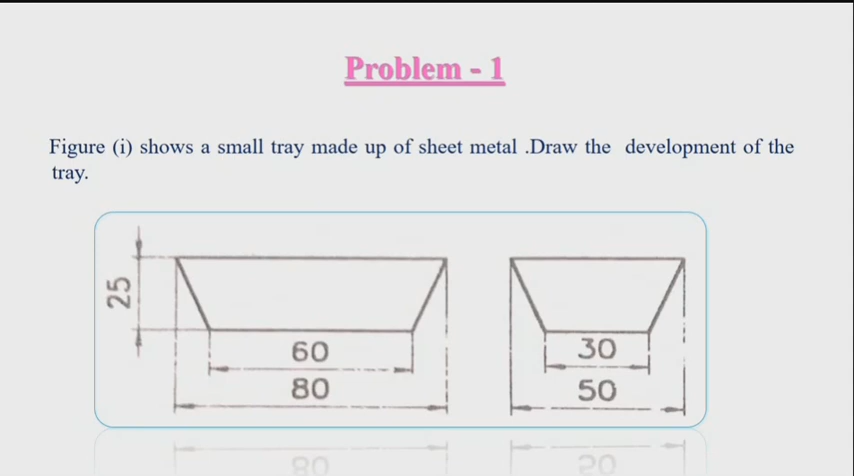 Problem - 1
Figure (i) shows a small tray made up of sheet metal .Draw the development of the
tray.
25
60
80
30
50